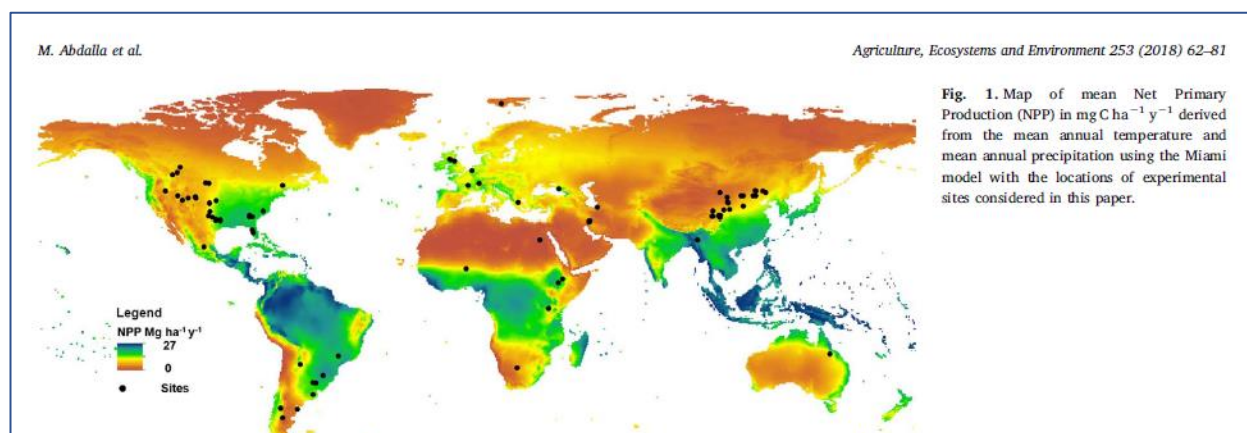 M. Abdalla et al.
Agriculture, Ecosystems and Environment 253 (2018) 62–81
Fig. 1. Map of mean Net Primary
Production (NPP) in mg C ha⁻¹ y⁻¹ derived
from the mean annual temperature and
mean annual precipitation using the Miami
model with the locations of experimental
sites considered in this paper.
Legend
NPP Mg ha⁻¹ y⁻¹
27
0
Sites